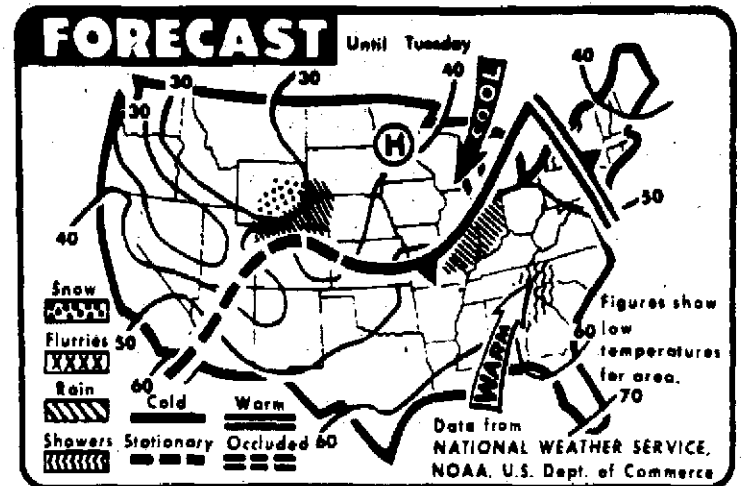 FORECAST
Until Tuesday
30
30
30
40
COOL
40
H
50
40
Snow
Flurries
50
Rain
60
Cold
Warm
Showers
Stationary
Occluded
60
WARM
Figures show
low
60
temperatures
for area.
70
Data from
NATIONAL WEATHER SERVICE,
NOAA, U.S. Dept. of Commerce